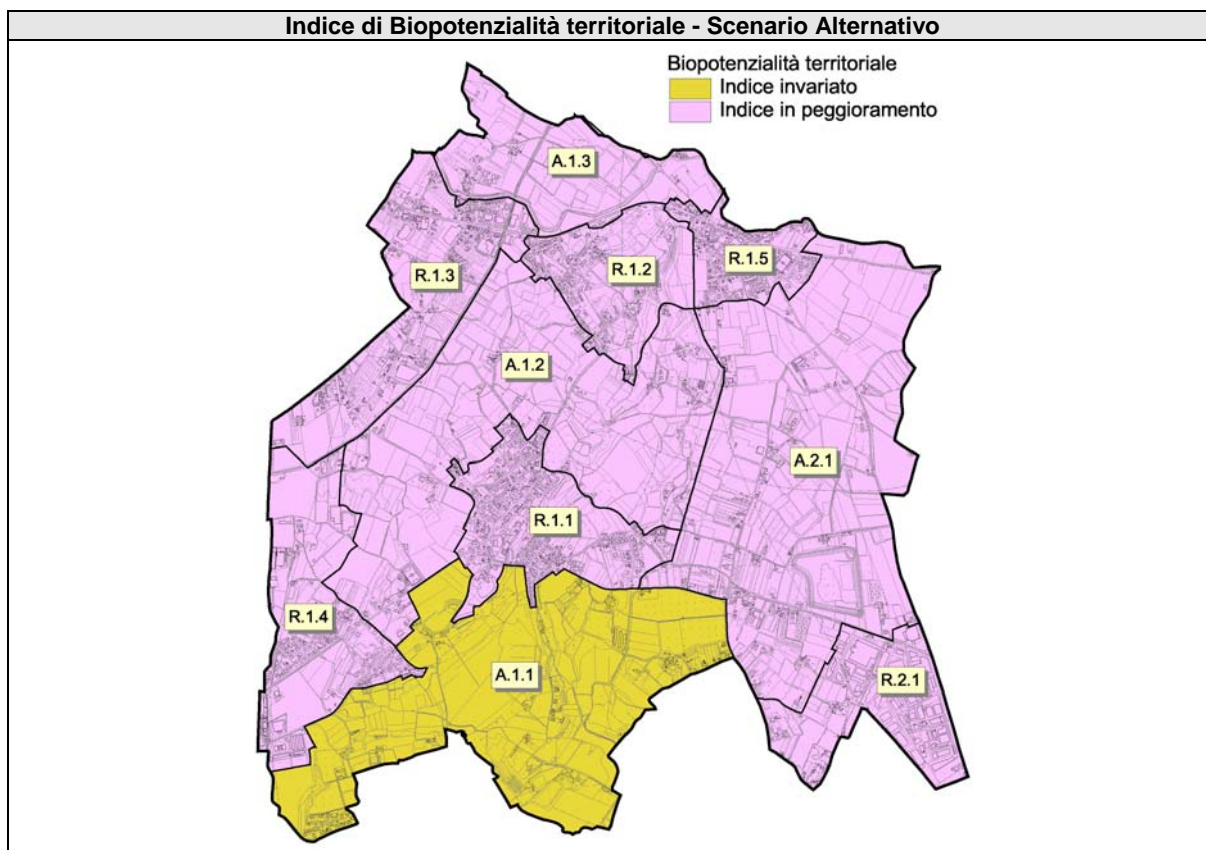 Indice di Biopotenzialità territoriale - Scenario Alternativo
Biopotenzialità territoriale
Indice invariato
Indice in peggioramento
A.1.3
R.1.3
R.1.2
R.1.5
A.1.2
A.2.1
R.1.1
R.1.4
A.1.1
R.2.1